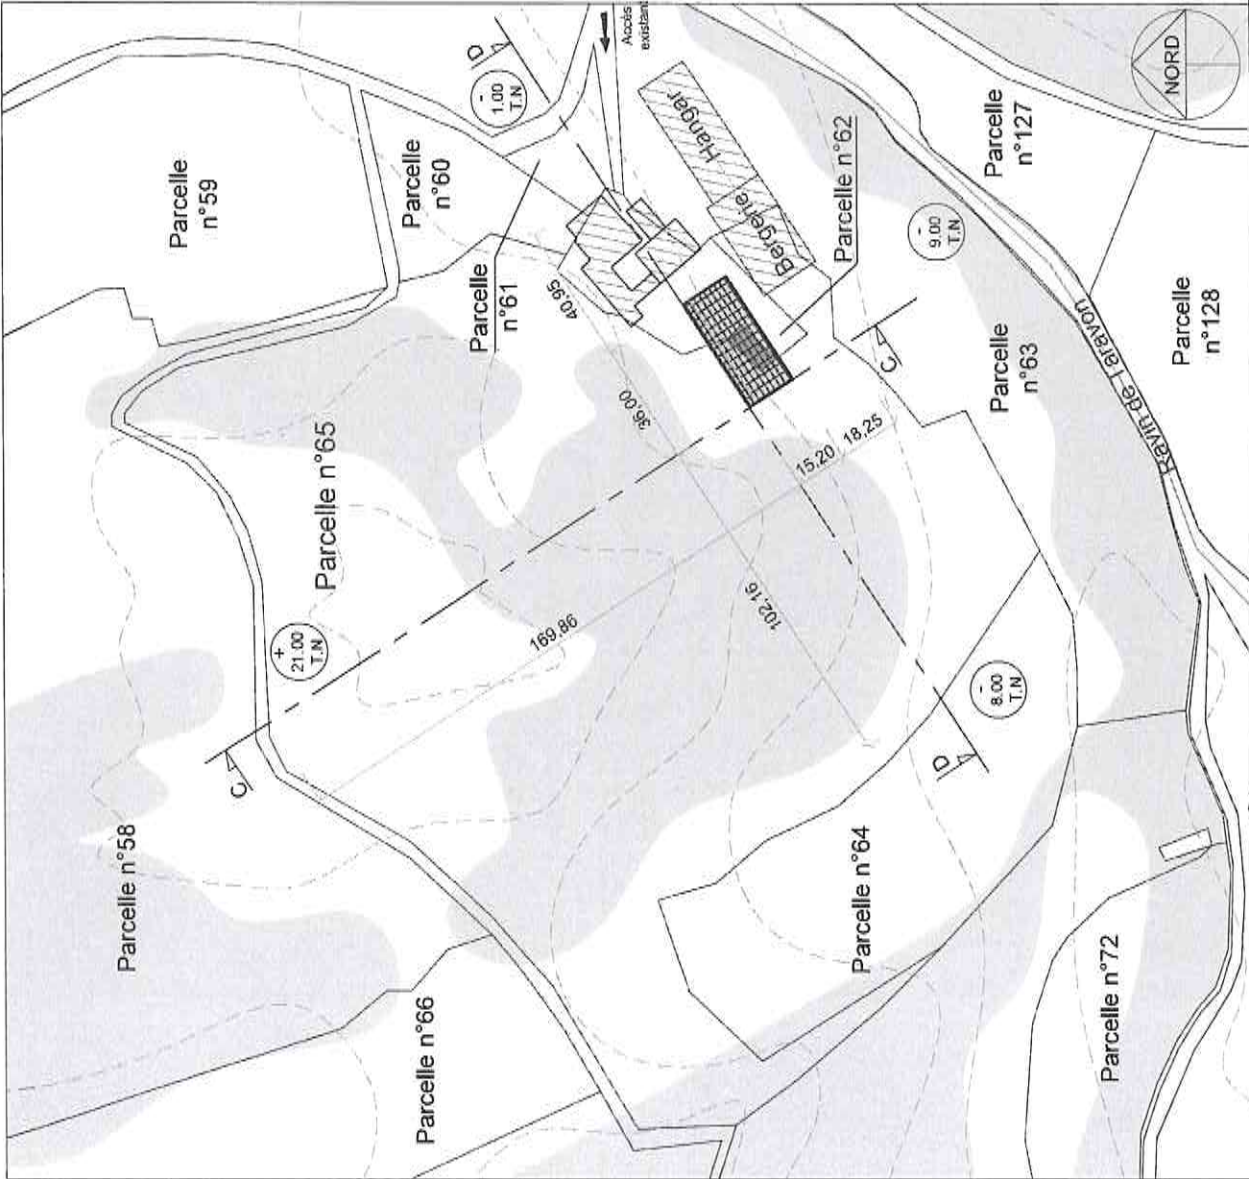 Accès
existant
D
-
1.00
T.N
NORD
Parcelle
n°59
Parcelle
n°60
Hangar
Parcelle n°62
Parcelle
n°127
Bergerie
Parcelle
n°61
40,95
-
9.00
T.N
Parcelle
n°128
Parcelle
n°63
C
36,00
Ravin de Taravon
Parcelle n°65
15,20
18,25
102,16
169,86
+
21.00
T.N
-
8.00
T.N
C
D
Parcelle n°58
Parcelle n°64
Parcelle n°72
Parcelle n°66